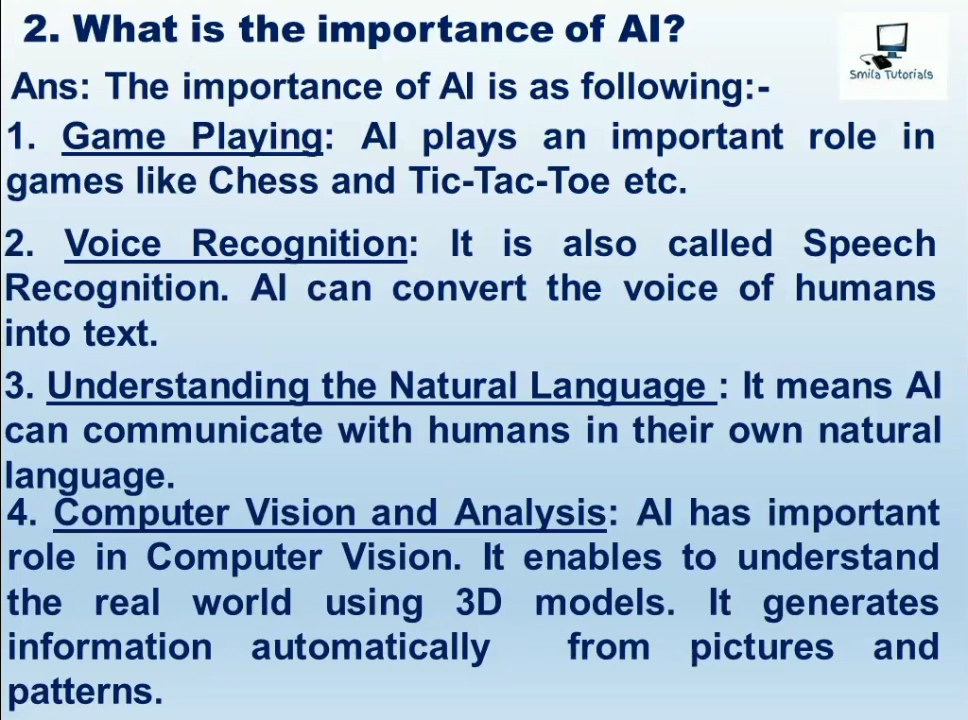 2. What is the importance of AI?
Smila Tutorials
Ans: The importance of AI is as following:-
1. Game Playing: AI plays an important role in
games like Chess and Tic-Tac-Toe etc.
2. Voice Recognition: It is also called Speech
Recognition. AI can convert the voice of humans
into text.
3. Understanding the Natural Language : It means AI
can communicate with humans in their own natural
language.
4. Computer Vision and Analysis: AI has important
role in Computer Vision. It enables to understand
the real world using 3D models. It generates
information automatically from pictures and
patterns.